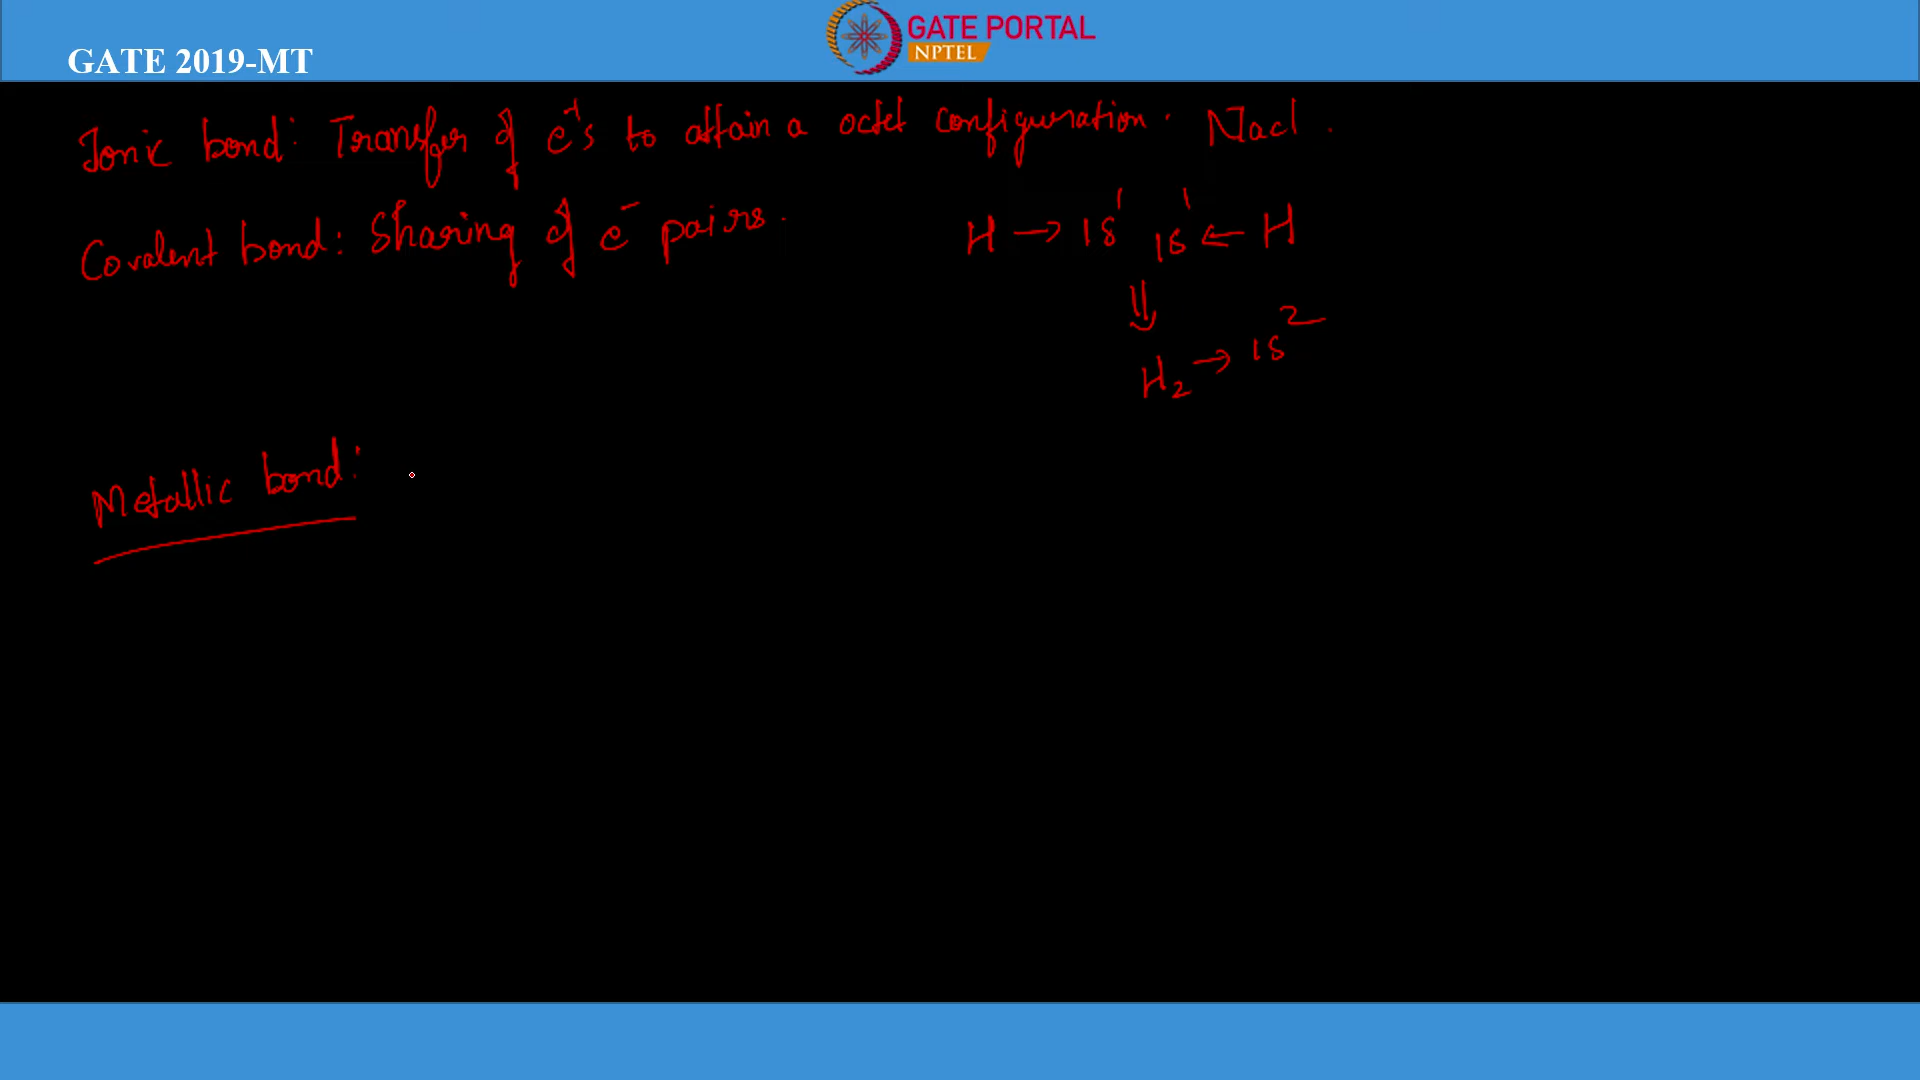 GATE PORTAL
NPTEL
GATE 2019-MT
Ionic bond: Transfer of e⁻'s to attain a octet configuration. Nacl.
Covalent bond: Sharing of e⁻ pairs.
H → 1s¹ 1s¹ ← H
⇓
H₂ → 1s²
Metallic bond: